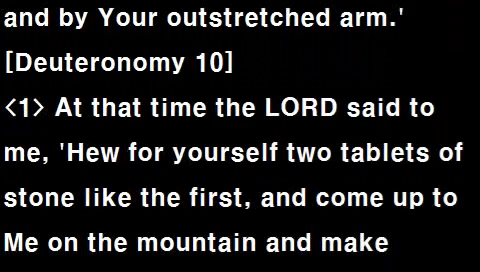 and by Your outstretched arm.'
[Deuteronomy 10]
<1> At that time the LORD said to
me, 'Hew for yourself two tablets of
stone like the first, and come up to
Me on the mountain and make